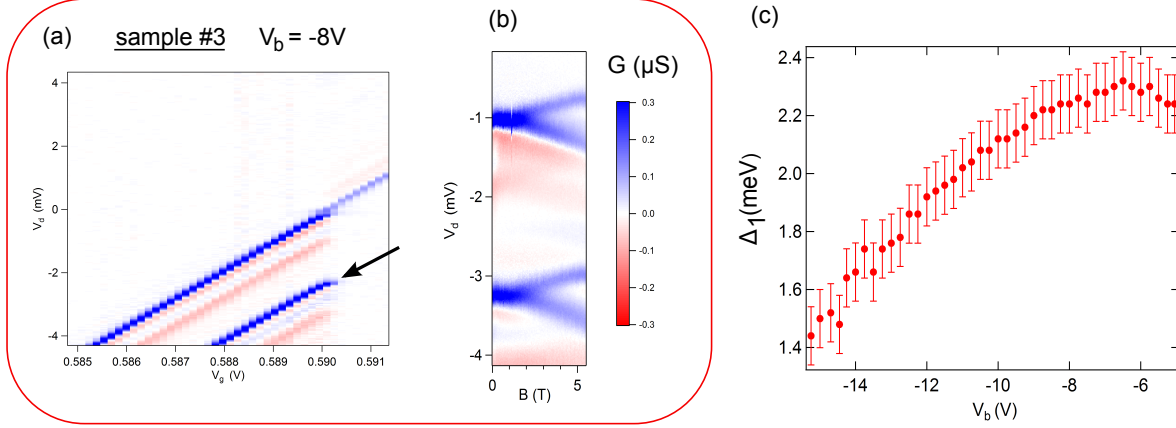 (a) sample #3 V_b = -8V
4
2
0
-2
-4
V_d (mV)
0.585 0.586 0.587 0.588 0.589 0.590 0.591
V_g (V)
(b)
-1
-2
-3
-4
V_d (mV)
0 5
B (T)
G (µS)
0.3
0.2
0.1
0.0
-0.1
-0.2
-0.3
(c)
2.4
2.2
2.0
1.8
1.6
1.4
Δ_1 (meV)
-14 -12 -10 -8 -6
V_b (V)